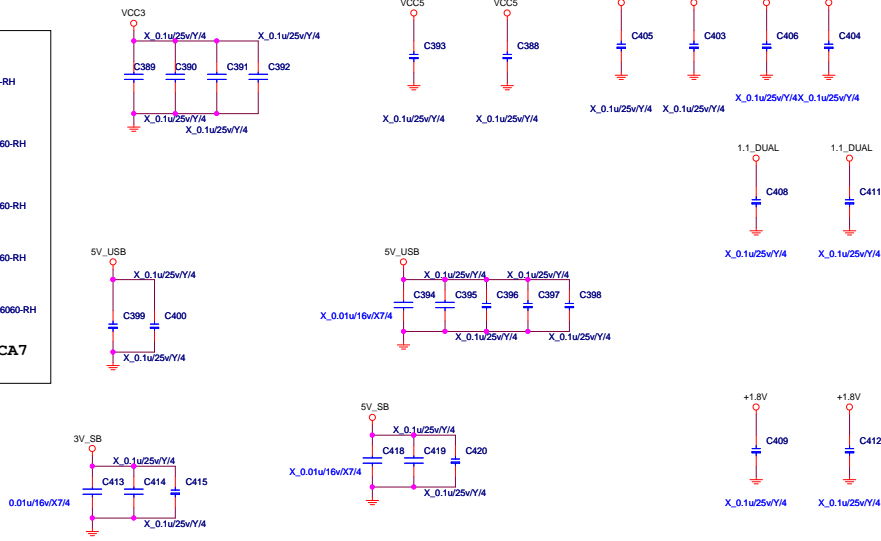 VCC3
X_0.1u/25v/Y/4
X_0.1u/25v/Y/4
C389
C390
C391
C392
X_0.1u/25v/Y/4
X_0.1u/25v/Y/4
VCC5
C393
X_0.1u/25v/Y/4
VCC5
C388
X_0.1u/25v/Y/4
C405
X_0.1u/25v/Y/4
C403
X_0.1u/25v/Y/4
C406
X_0.1u/25v/Y/4
C404
X_0.1u/25v/Y/4
-RH
60-RH
60-RH
60-RH
6060-RH
CA7
1.1_DUAL
C408
X_0.1u/25v/Y/4
1.1_DUAL
C411
X_0.1u/25v/Y/4
5V_USB
X_0.1u/25v/Y/4
C399
C400
X_0.1u/25v/Y/4
5V_USB
X_0.1u/25v/Y/4
X_0.1u/25v/Y/4
C394
C395
C396
C397
C398
X_0.01u/16v/X7/4
X_0.1u/25v/Y/4
X_0.1u/25v/Y/4
3V_SB
X_0.1u/25v/Y/4
C413
C414
C415
0.01u/16v/X7/4
X_0.1u/25v/Y/4
5V_SB
X_0.1u/25v/Y/4
C418
C419
C420
X_0.01u/16v/X7/4
X_0.1u/25v/Y/4
+1.8V
C409
X_0.1u/25v/Y/4
+1.8V
C412
X_0.1u/25v/Y/4